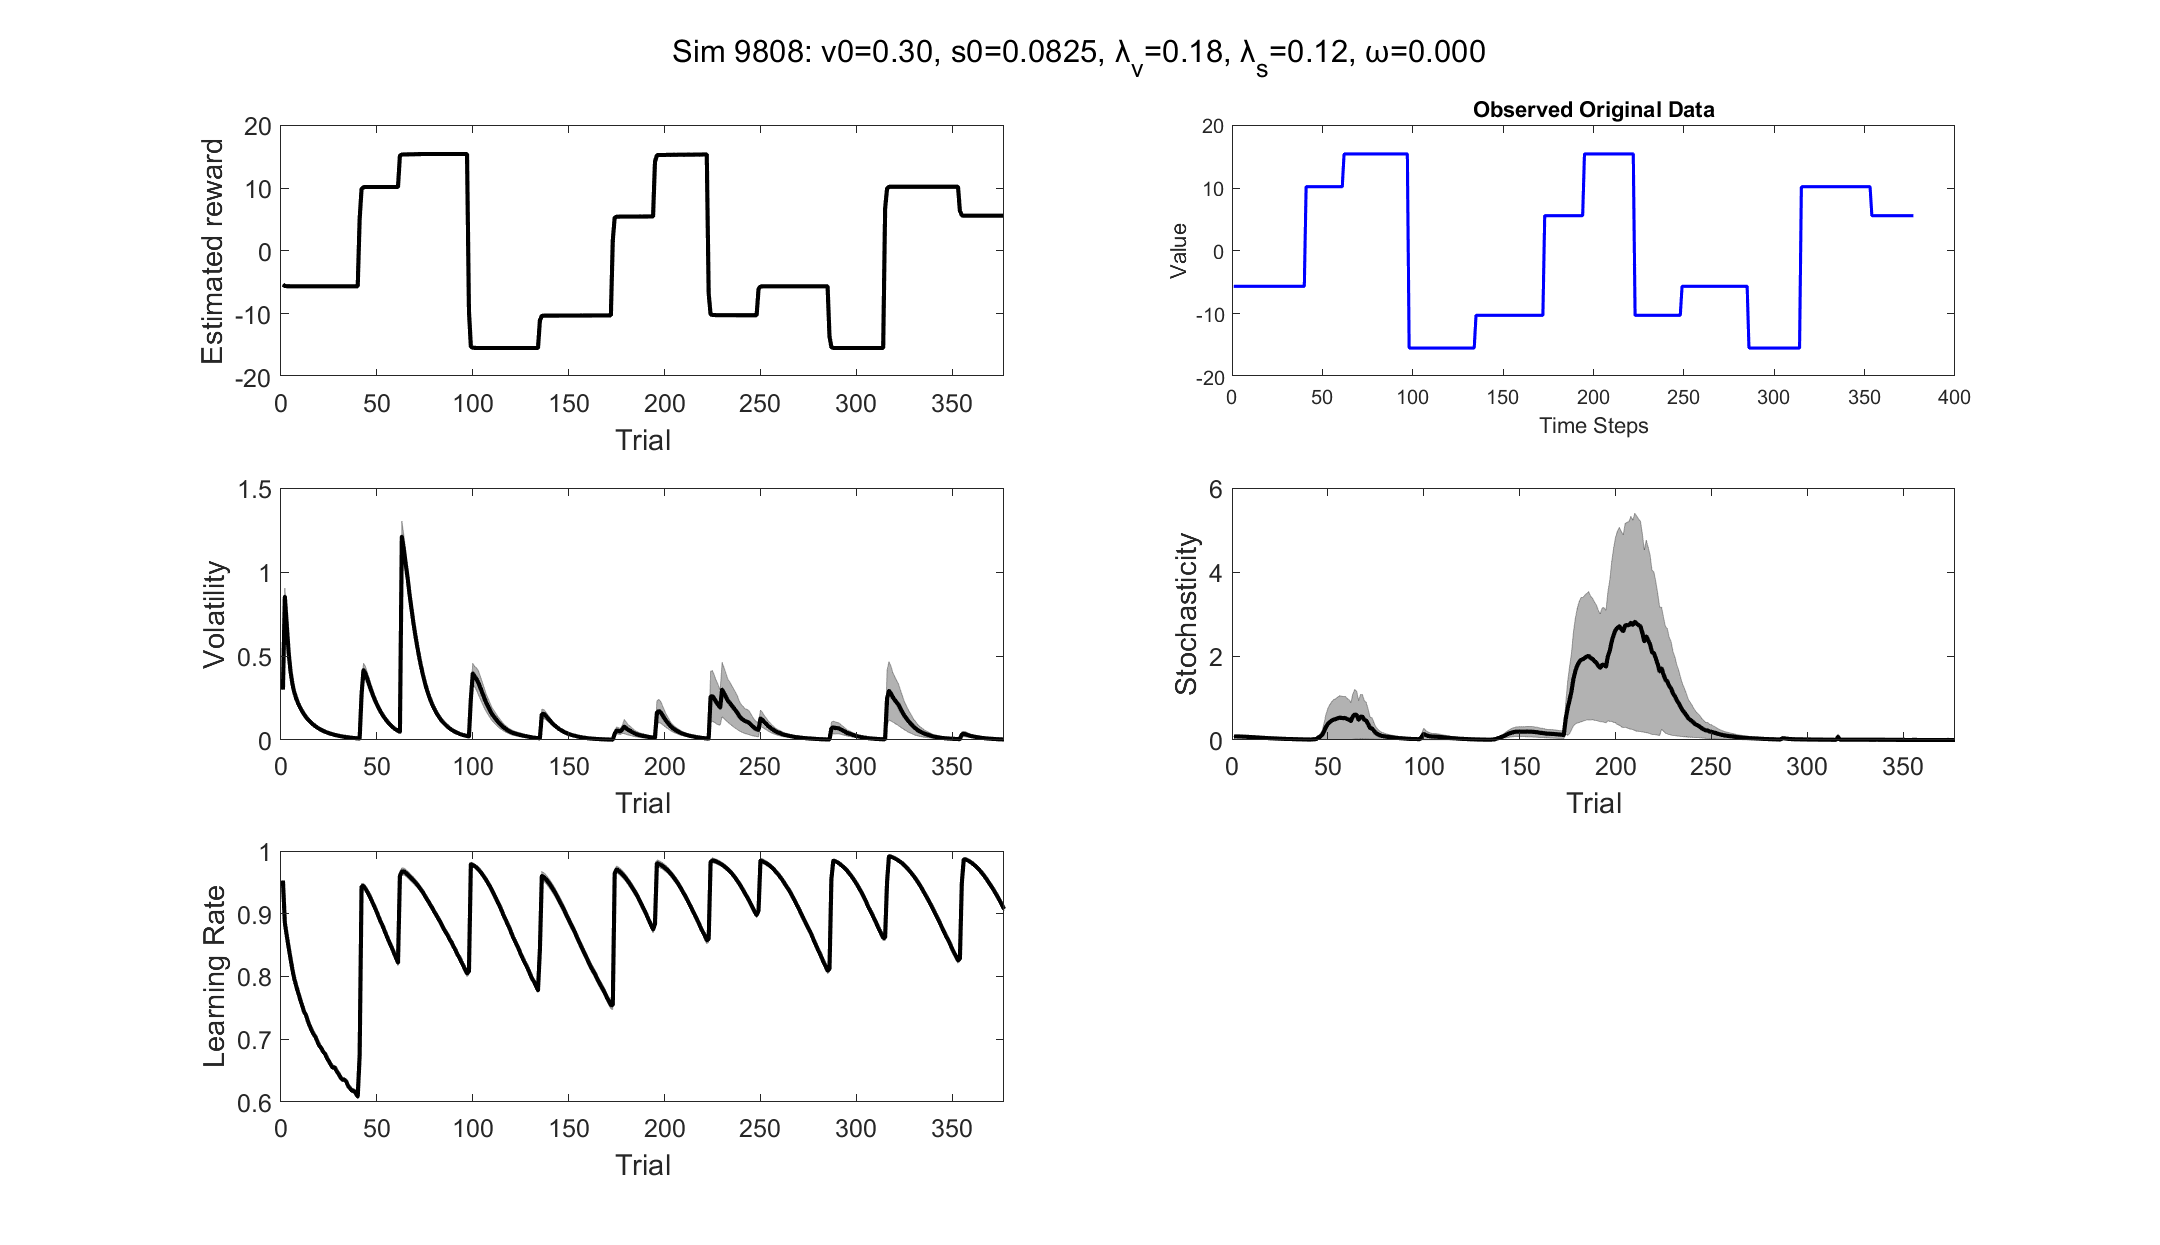 Sim 9808: v0=0.30, s0=0.0825, λv=0.18, λs=0.12, ω=0.000
20
10
0
-10
-20
Estimated reward
0 50 100 150 200 250 300 350
Trial
Observed Original Data
20
10
0
-10
-20
Value
0 50 100 150 200 250 300 350 400
Time Steps
1.5
1
0.5
0
Volatility
0 50 100 150 200 250 300 350
Trial
6
4
2
0
Stochasticity
0 50 100 150 200 250 300 350
Trial
1
0.9
0.8
0.7
0.6
Learning Rate
0 50 100 150 200 250 300 350
Trial